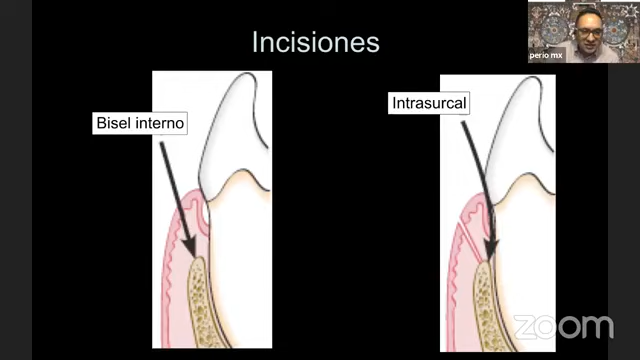 Incisiones
perio mx
Bisel interno
Intrasurcal
zoom